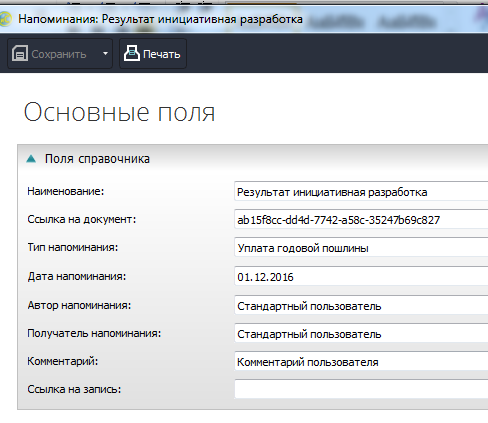 Напоминания: Результат инициативная разработка
Сохранить Печать
Основные поля
Поля справочника
Наименование: Результат инициативная разработка
Ссылка на документ: ab15f8cc-dd4d-7742-a58c-35247b69c827
Тип напоминания: Уплата годовой пошлины
Дата напоминания: 01.12.2016
Автор напоминания: Стандартный пользователь
Получатель напоминания: Стандартный пользователь
Комментарий: Комментарий пользователя
Ссылка на запись: